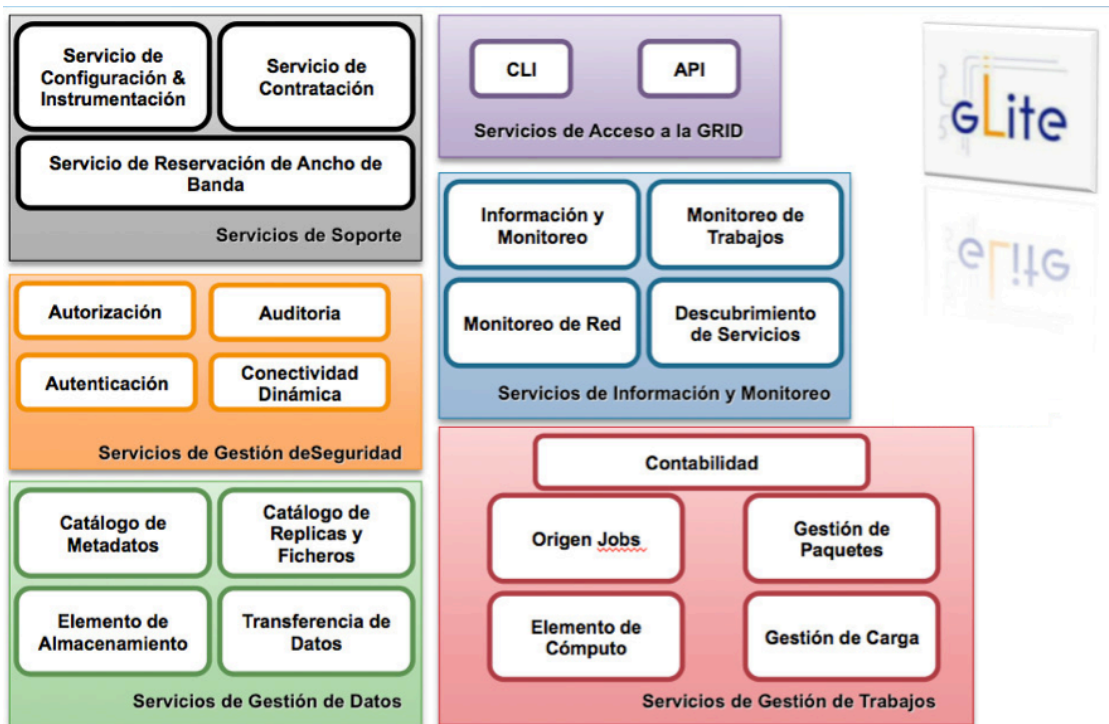 Servicio de
Configuración &
Instrumentación
Servicio de
Contratación
Servicio de Reservación de Ancho de
Banda
Servicios de Soporte
CLI
API
Servicios de Acceso a la GRID
gLite
gLite
Información y
Monitoreo
Monitoreo de
Trabajos
Monitoreo de Red
Descubrimiento
de Servicios
Servicios de Información y Monitoreo
Autorización
Auditoria
Autenticación
Conectividad
Dinámica
Servicios de Gestión deSeguridad
Catálogo de
Metadatos
Catálogo de
Replicas y
Ficheros
Elemento de
Almacenamiento
Transferencia de
Datos
Servicios de Gestión de Datos
Contabilidad
Origen Jobs
Gestión de
Paquetes
Elemento de
Cómputo
Gestión de Carga
Servicios de Gestión de Trabajos